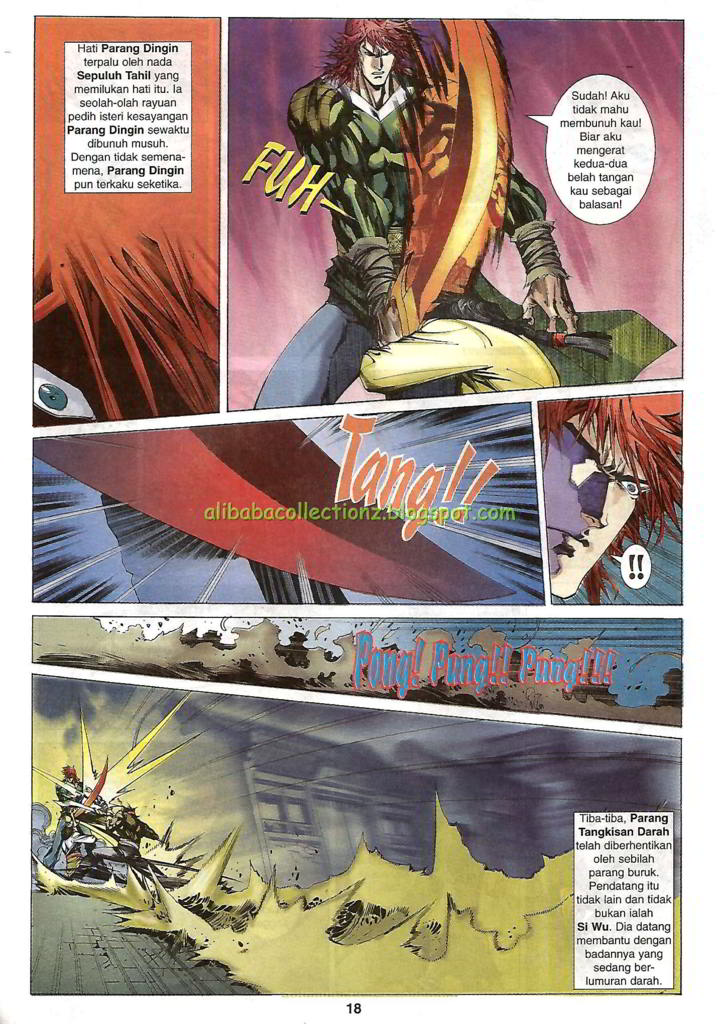 Hati Parang Dingin
terpalu oleh nada
Sepuluh Tahil yang
memilukan hati itu. Ia
seolah-olah rayuan
pedih isteri kesayangan
Parang Dingin sewaktu
dibunuh musuh.
Dengan tidak semena-
mena, Parang Dingin
pun terkaku seketika.
FUH
Sudah! Aku
tidak mahu
membunuh kau!
Biar aku
mengerat
kedua-dua
belah tangan
kau sebagai
balasan!
Tang!!
alibabacollectionz.blogspot.com
!!
Pong! Pung!! Pung!!!
Tiba-tiba, Parang
Tangkisan Darah
telah diberhentikan
oleh sebilah
parang buruk.
Pendatang itu
tidak lain dan tidak
bukan ialah
Si Wu. Dia datang
membantu dengan
badannya yang
sedang ber-
lumuran darah.
18